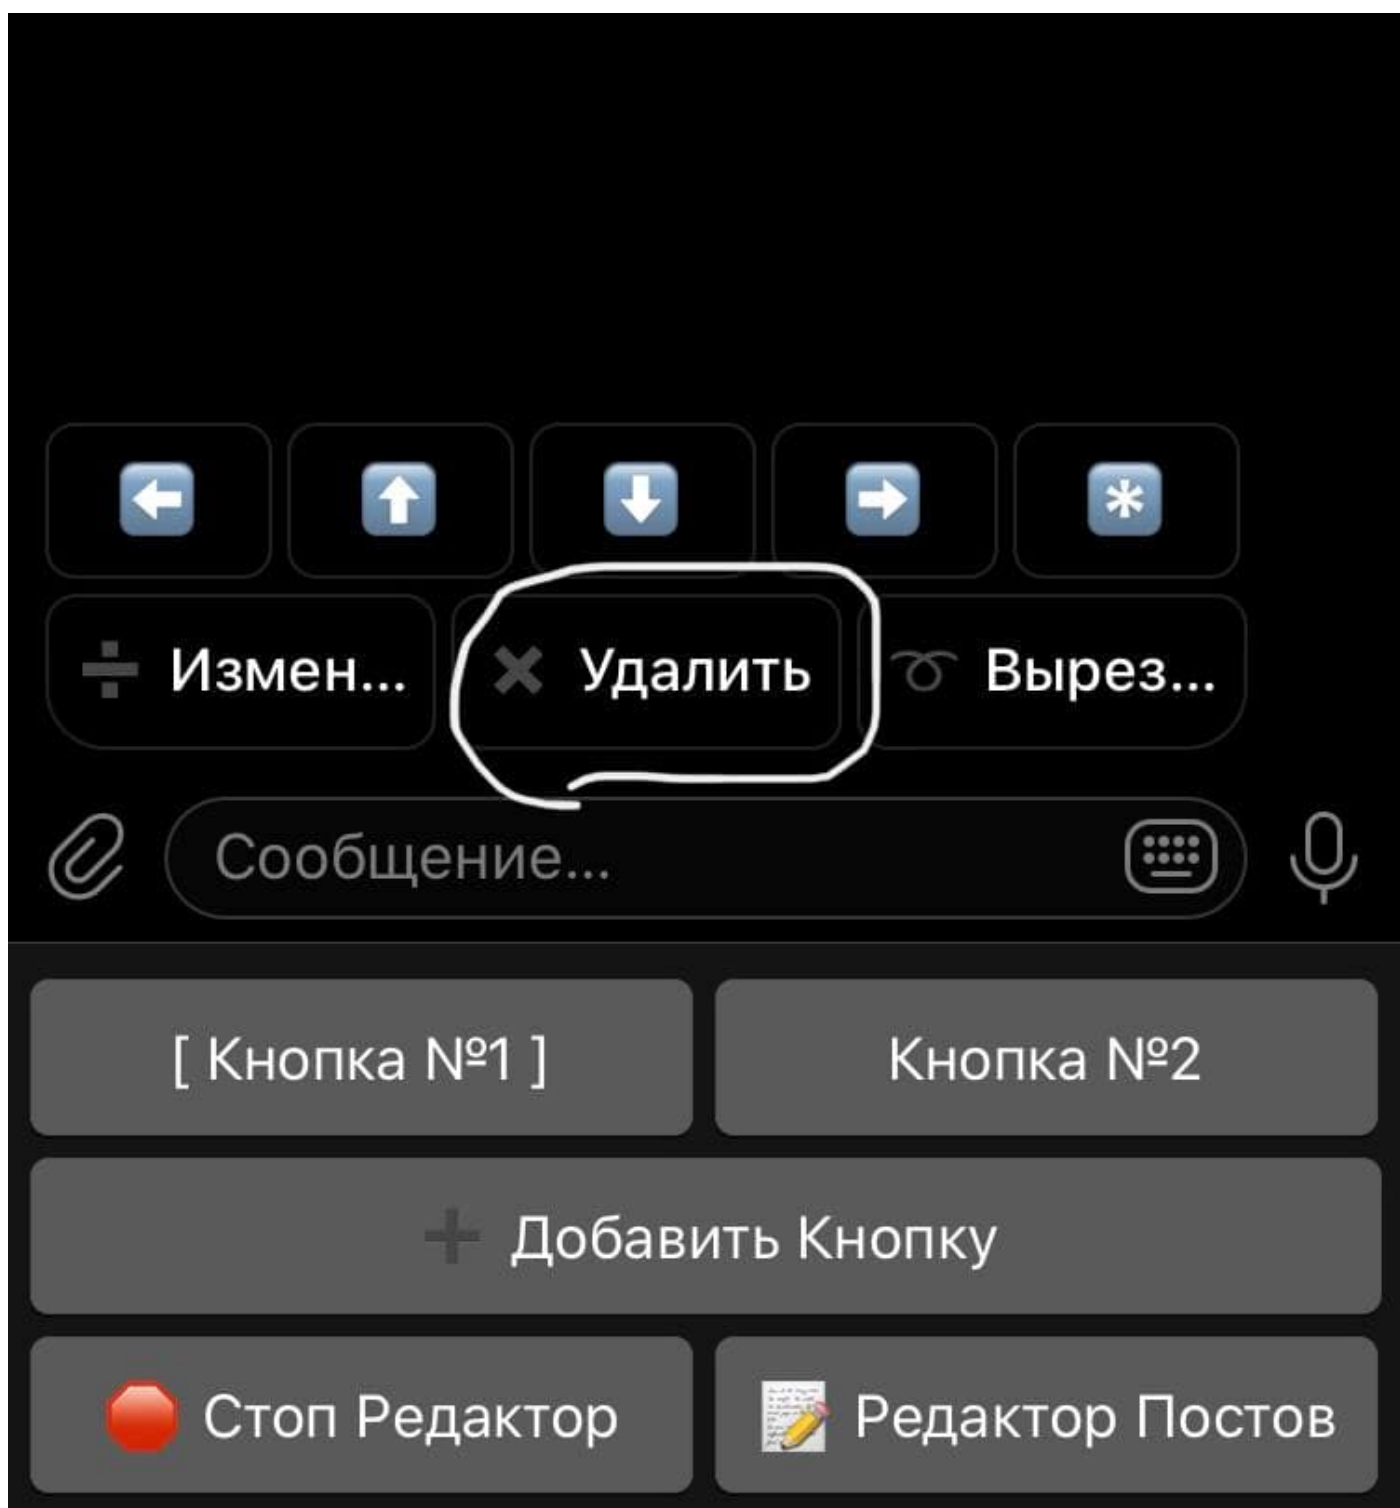 Измен... Удалить Вырез...
Сообщение...
[ Кнопка №1 ] Кнопка №2
Добавить Кнопку
Стоп Редактор Редактор Постов